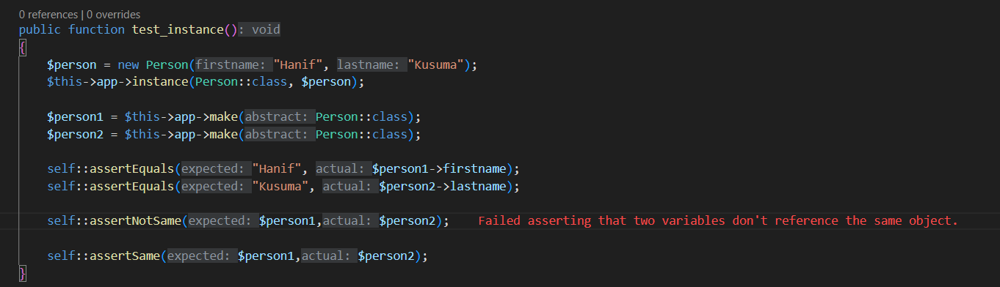 0 references | 0 overrides
public function test_instance(): void
{
$person = new Person(firstname: "Hanif", lastname: "Kusuma");
$this->app->instance(Person::class, $person);
$person1 = $this->app->make(abstract: Person::class);
$person2 = $this->app->make(abstract: Person::class);
self::assertEquals(expected: "Hanif", actual: $person1->firstname);
self::assertEquals(expected: "Kusuma", actual: $person2->lastname);
self::assertNotSame(expected: $person1,actual: $person2); Failed asserting that two variables don't reference the same object.
self::assertSame(expected: $person1,actual: $person2);
}